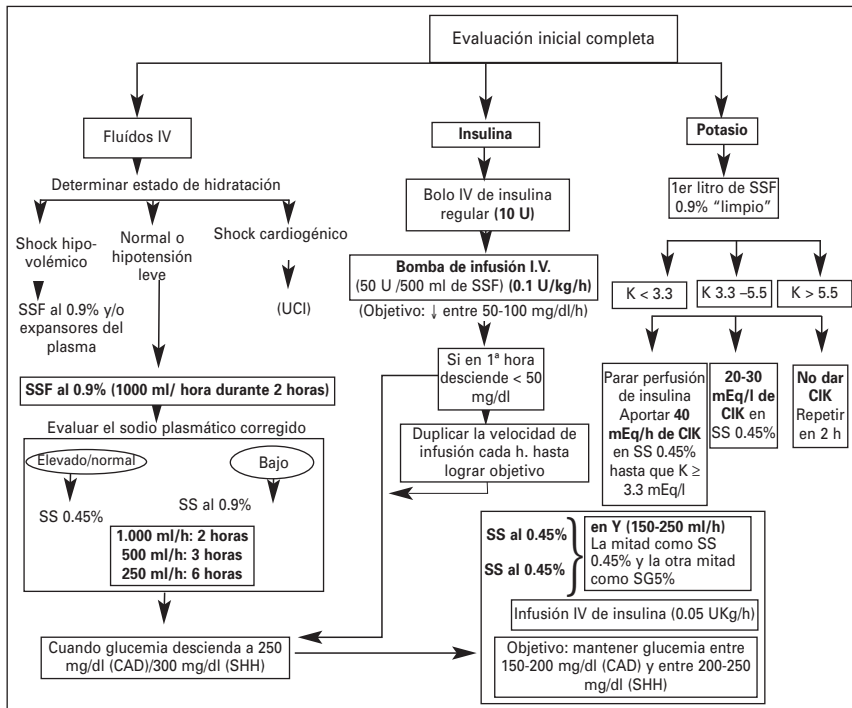 Evaluación inicial completa
Fluídos IV
Determinar estado de hidratación
Shock hipo-
volémico
SSF al 0.9% y/o
expansores del
plasma
Normal o
hipotensión
leve
Shock cardiogénico
(UCI)
SSF al 0.9% (1000 ml/ hora durante 2 horas)
Evaluar el sodio plasmático corregido
Elevado/normal
SS 0.45%
Bajo
SS al 0.9%
1.000 ml/h: 2 horas
500 ml/h: 3 horas
250 ml/h: 6 horas
Cuando glucemia descienda a 250
mg/dl (CAD)/300 mg/dl (SHH)
Insulina
Bolo IV de insulina
regular (10 U)
Bomba de infusión I.V.
(50 U /500 ml de SSF) (0.1 U/kg/h)
(Objetivo: ↓ entre 50-100 mg/dl/h)
Si en 1ª hora
desciende < 50
mg/dl
Duplicar la velocidad de
infusión cada h. hasta
lograr objetivo
Potasio
1er litro de SSF
0.9% “limpio”
K < 3.3
K 3.3 –5.5
K > 5.5
Parar perfusión
de insulina
Aportar 40
mEq/h de ClK
en SS 0.45%
hasta que K ≥
3.3 mEq/l
20-30
mEq/l de
ClK en
SS 0.45%
No dar
ClK
Repetir
en 2 h
SS al 0.45%
SS al 0.45%
en Y (150-250 ml/h)
La mitad como SS
0.45% y la otra mitad
como SG5%
Infusión IV de insulina (0.05 UKg/h)
Objetivo: mantener glucemia entre
150-200 mg/dl (CAD) y entre 200-250
mg/dl (SHH)